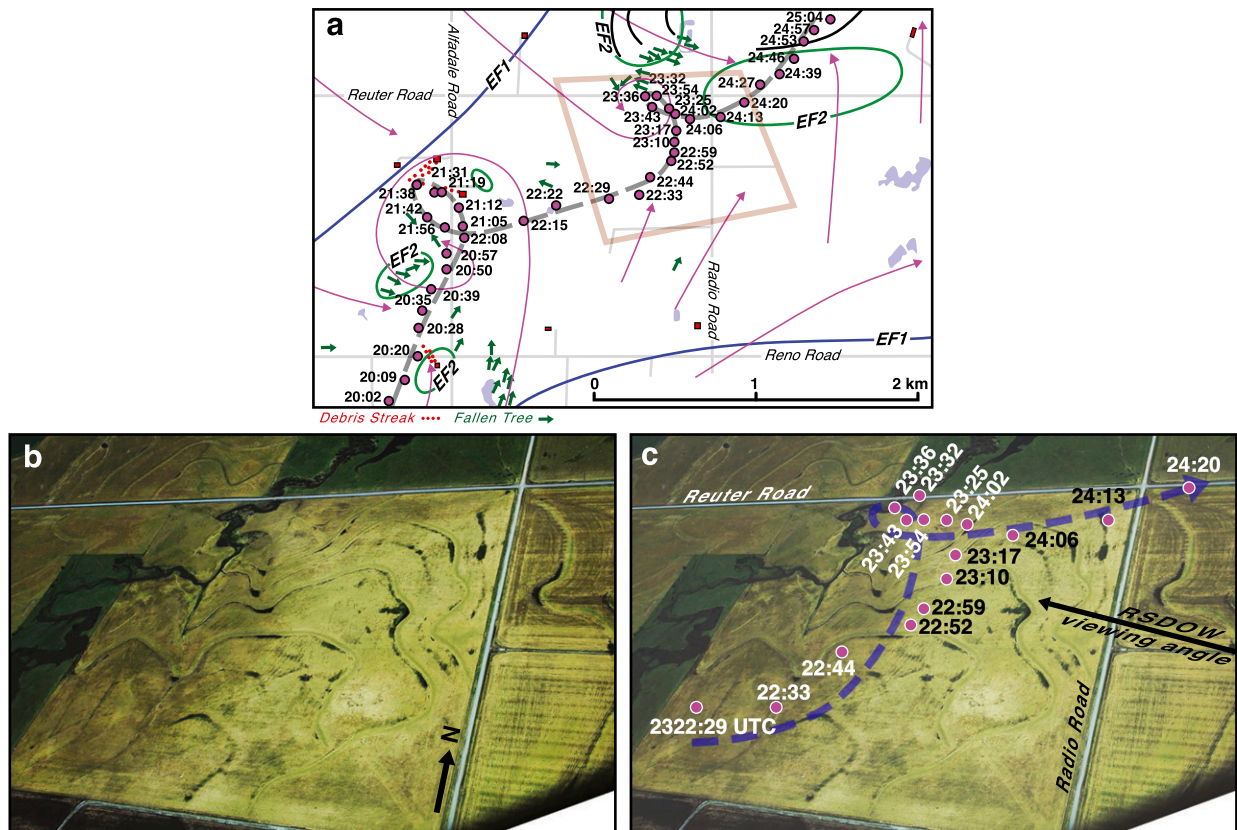 a
EF2
25:04
24:57
24:53
24:46
24:39
24:27
24:20
24:13
EF2
Alfadale Road
EF1
Reuter Road
23:32
23:36
23:54
23:25
23:43
24:02
23:17
24:06
23:10
22:59
22:52
22:44
22:33
22:29
22:22
22:15
21:31
21:38
21:19
21:12
21:42
21:05
21:56
22:08
EF2
20:57
20:50
20:39
20:35
20:28
20:20
20:09
20:02
EF2
Radio Road
EF1
Reno Road
0
1
2 km
Debris Streak
Fallen Tree
b
N
c
Reuter Road
23:36
23:32
23:25
24:02
24:13
24:20
23:43
23:54
24:06
23:17
23:10
22:59
22:52
22:44
22:33
2322:29 UTC
RSDOW
viewing angle
Radio Road